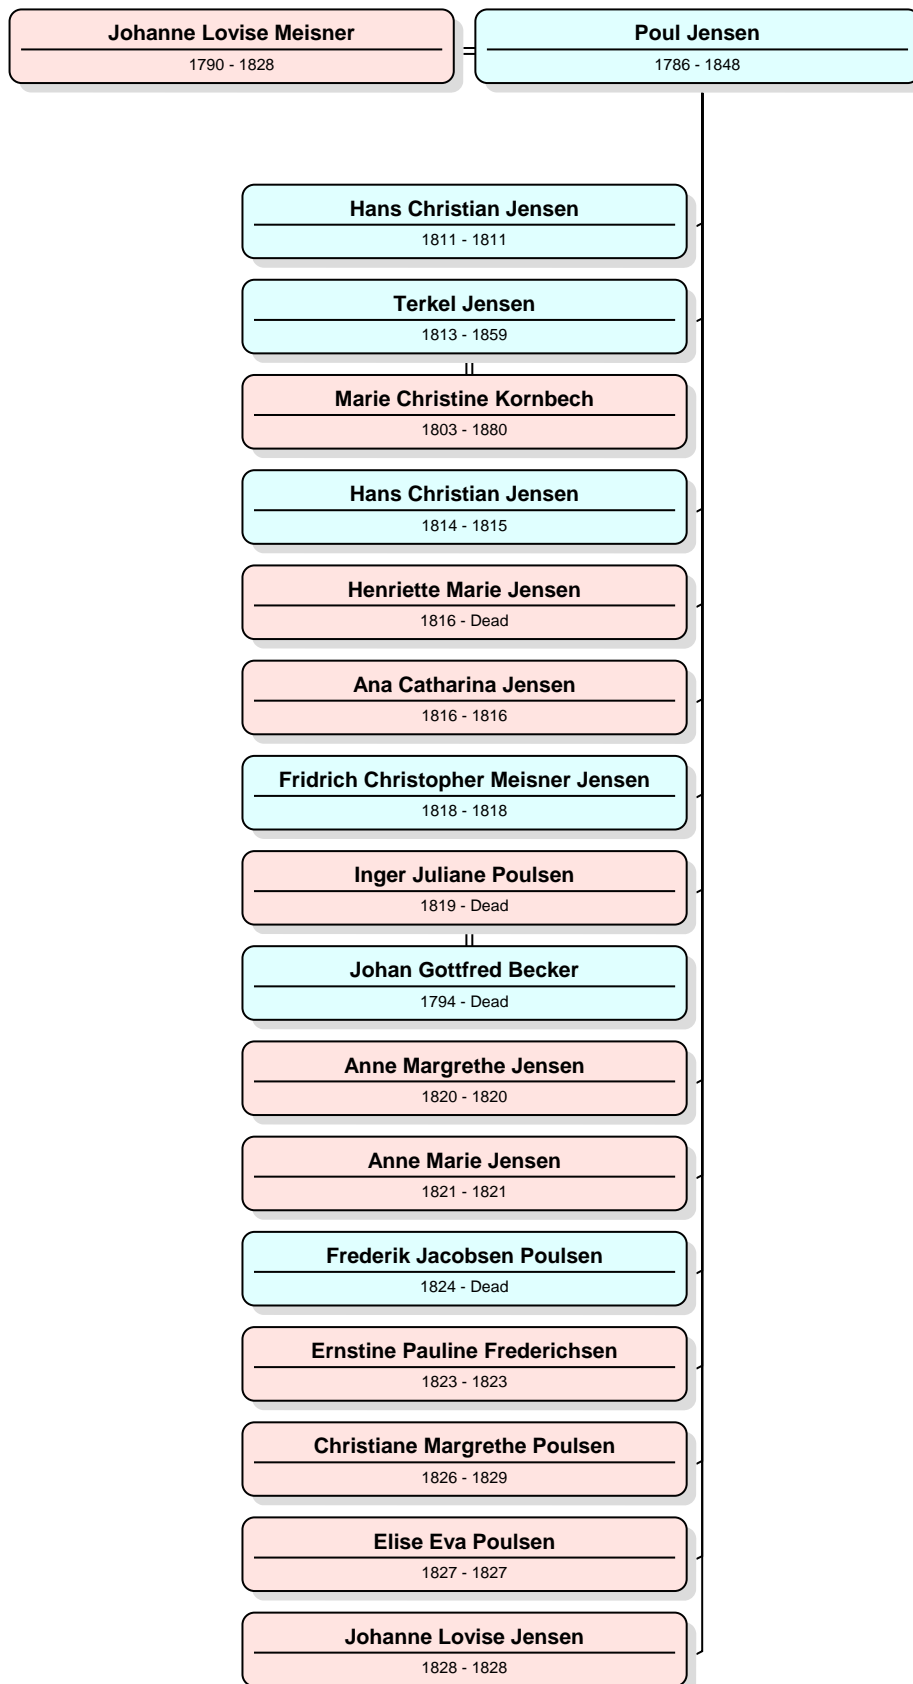 Johanne Lovise Meisner
1790 - 1828
Poul Jensen
1786 - 1848
Hans Christian Jensen
1811 - 1811
Terkel Jensen
1813 - 1859
Marie Christine Kornbech
1803 - 1880
Hans Christian Jensen
1814 - 1815
Henriette Marie Jensen
1816 - Dead
Ana Catharina Jensen
1816 - 1816
Fridrich Christopher Meisner Jensen
1818 - 1818
Inger Juliane Poulsen
1819 - Dead
Johan Gottfred Becker
1794 - Dead
Anne Margrethe Jensen
1820 - 1820
Anne Marie Jensen
1821 - 1821
Frederik Jacobsen Poulsen
1824 - Dead
Ernstine Pauline Frederichsen
1823 - 1823
Christiane Margrethe Poulsen
1826 - 1829
Elise Eva Poulsen
1827 - 1827
Johanne Lovise Jensen
1828 - 1828